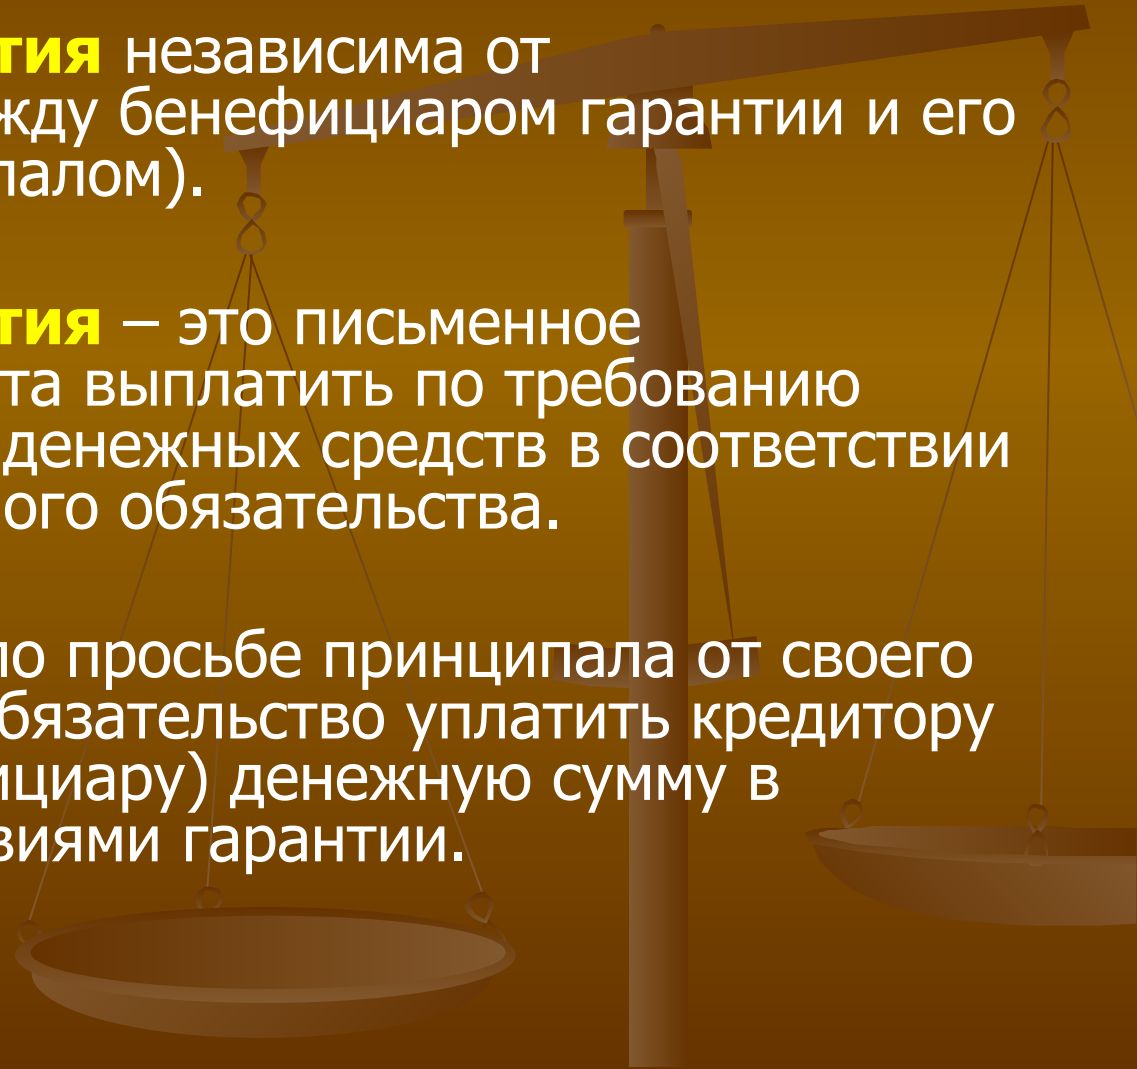 тия независима от
жду бенефициаром гарантии и его
палом).
тия – это письменное
та выплатить по требованию
денежных средств в соответствии
ого обязательства.
по просьбе принципала от своего
бязательство уплатить кредитору
ициару) денежную сумму в
виями гарантии.